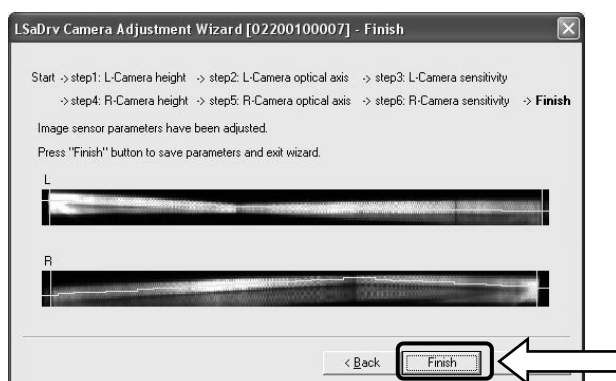 LSaDrv Camera Adjustment Wizard [02200100007] - Finish
Start -> step1: L-Camera height -> step2: L-Camera optical axis -> step3: L-Camera sensitivity
-> step4: R-Camera height -> step5: R-Camera optical axis -> step6: R-Camera sensitivity -> Finish
Image sensor parameters have been adjusted.
Press "Finish" button to save parameters and exit wizard.
L
R
< Back Finish